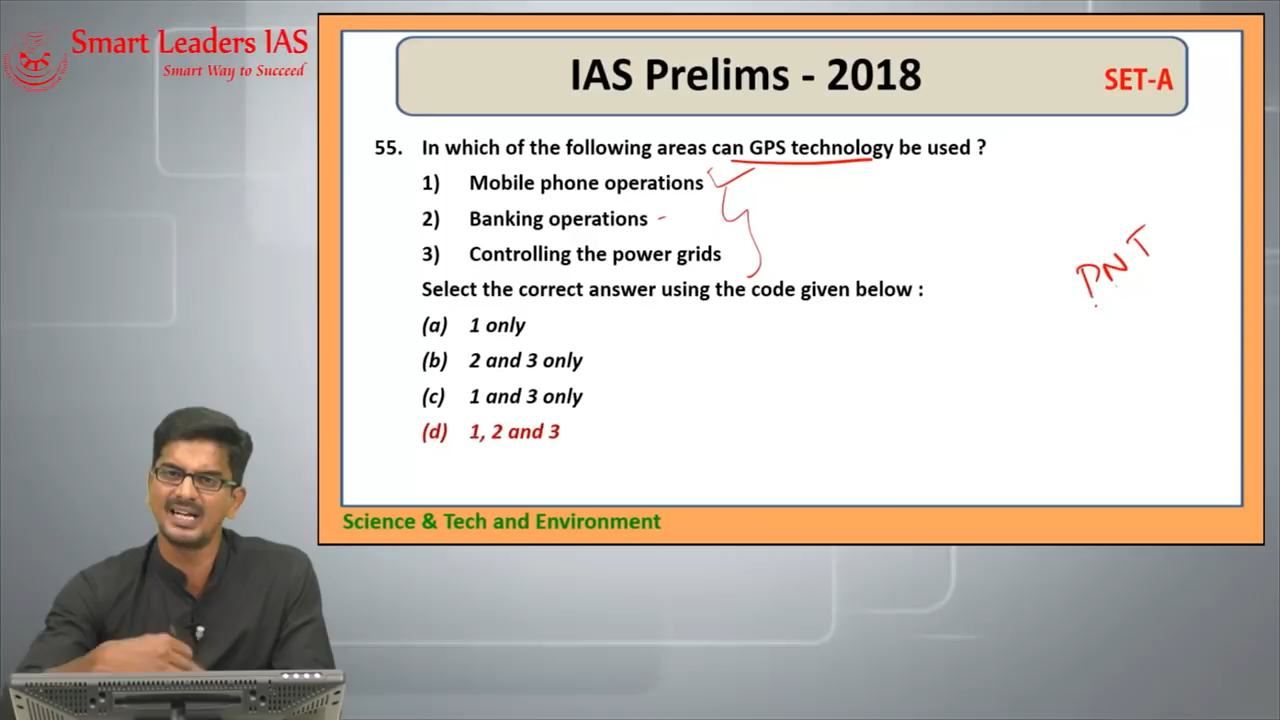 Smart Leaders IAS
Smart Way to Succeed
IAS Prelims - 2018
SET-A
55. In which of the following areas can GPS technology be used ?
1) Mobile phone operations
2) Banking operations
3) Controlling the power grids
PNT
Select the correct answer using the code given below :
(a) 1 only
(b) 2 and 3 only
(c) 1 and 3 only
(d) 1, 2 and 3
Science & Tech and Environment